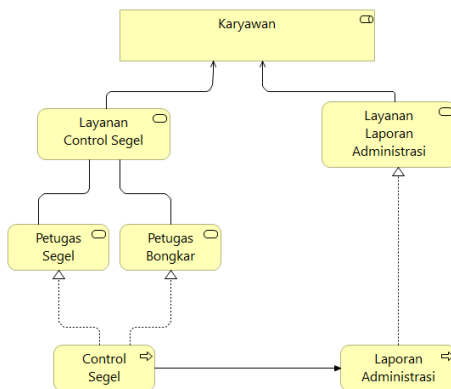 Karyawan
Layanan
Control Segel
Layanan
Laporan
Administrasi
Petugas
Segel
Petugas
Bongkar
Control
Segel
Laporan
Administrasi